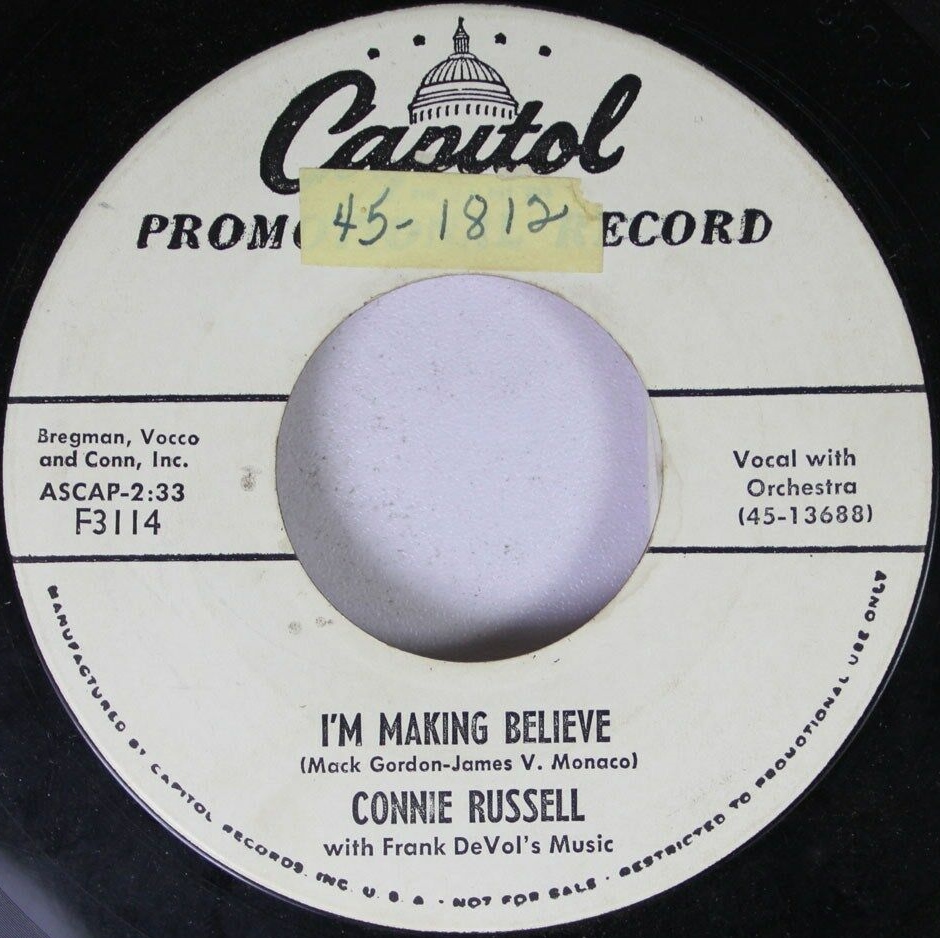 Capitol
PROMO RECORD
45-1812
Bregman, Vocco
and Conn, Inc.
ASCAP-2:33
F3114
Vocal with
Orchestra
(45-13688)
I'M MAKING BELIEVE
(Mack Gordon-James V. Monaco)
CONNIE RUSSELL
with Frank DeVol's Music
MANUFACTURED BY CAPITOL RECORDS, INC. U. S. A. · NOT FOR SALE · RESTRICTED TO PROMOTIONAL USE ONLY